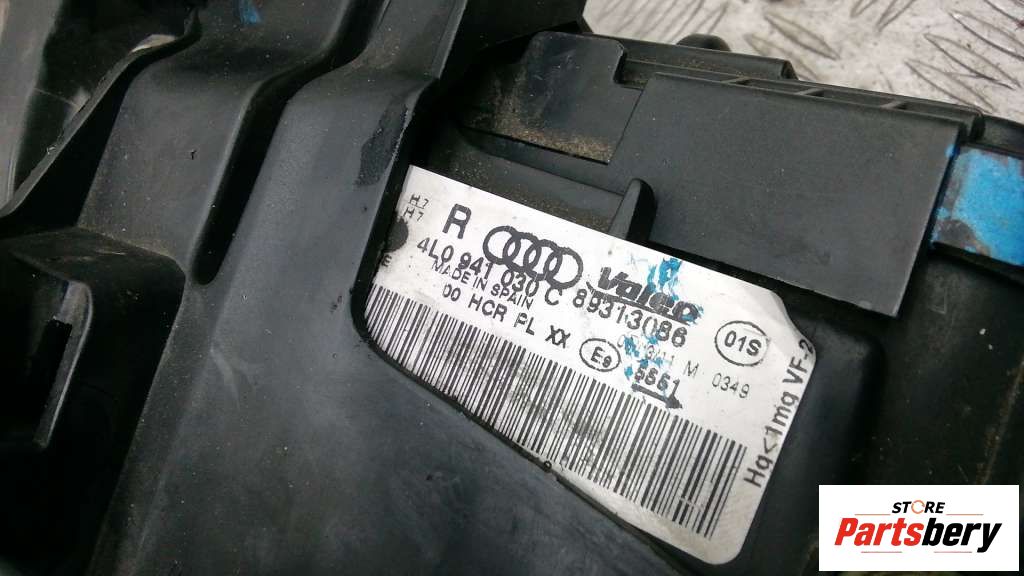 H7
H7
R Valeo
4L0 941 030 C 89313086
MADE IN SPAIN
00 HCR PL XX
E9
01S
M 0349
Hg<1mg VF-2
STORE
Partsbery